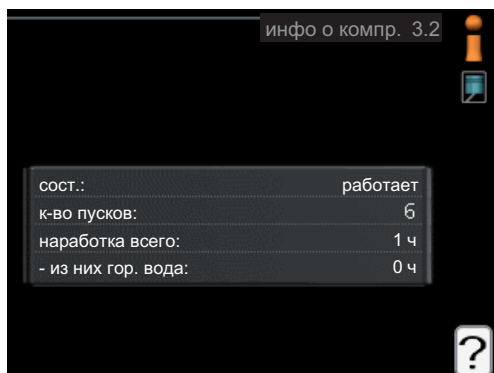 инфо о компр. 3.2
сост.: работает
к-во пусков: 6
наработка всего: 1 ч
- из них гор. вода: 0 ч
?